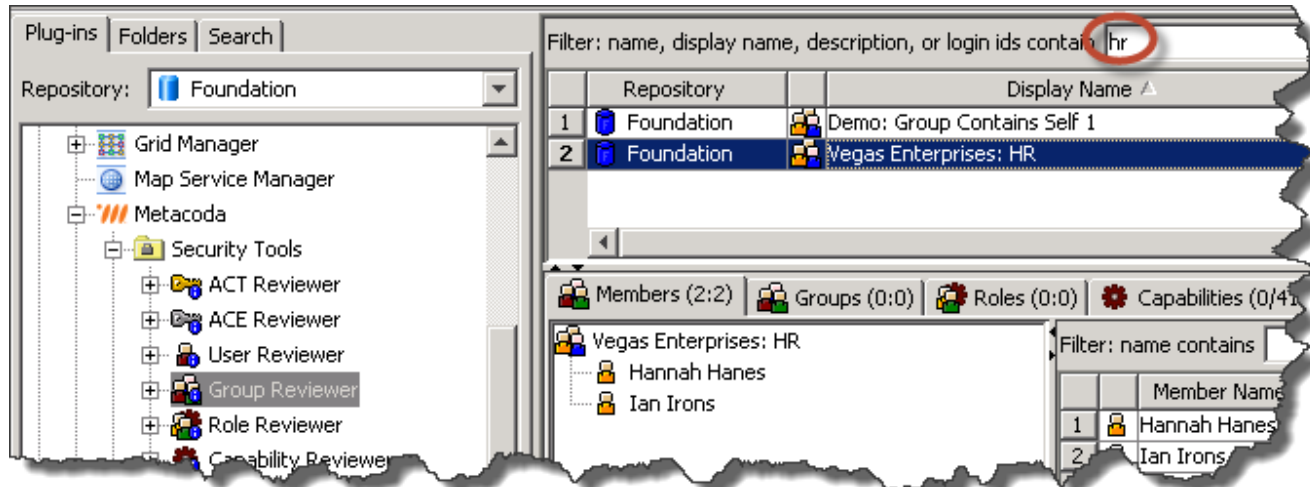 Plug-ins Folders Search
Repository: Foundation
Grid Manager
Map Service Manager
Metacoda
Security Tools
ACT Reviewer
ACE Reviewer
User Reviewer
Group Reviewer
Role Reviewer
Capability Reviewer
Filter: name, display name, description, or login ids contain hr
Repository Display Name
1 Foundation Demo: Group Contains Self 1
2 Foundation Vegas Enterprises: HR
Members (2:2) Groups (0:0) Roles (0:0) Capabilities (0/41
Vegas Enterprises: HR
Hannah Hanes
Ian Irons
Filter: name contains
Member Name
1 Hannah Hanes
2 Ian Irons